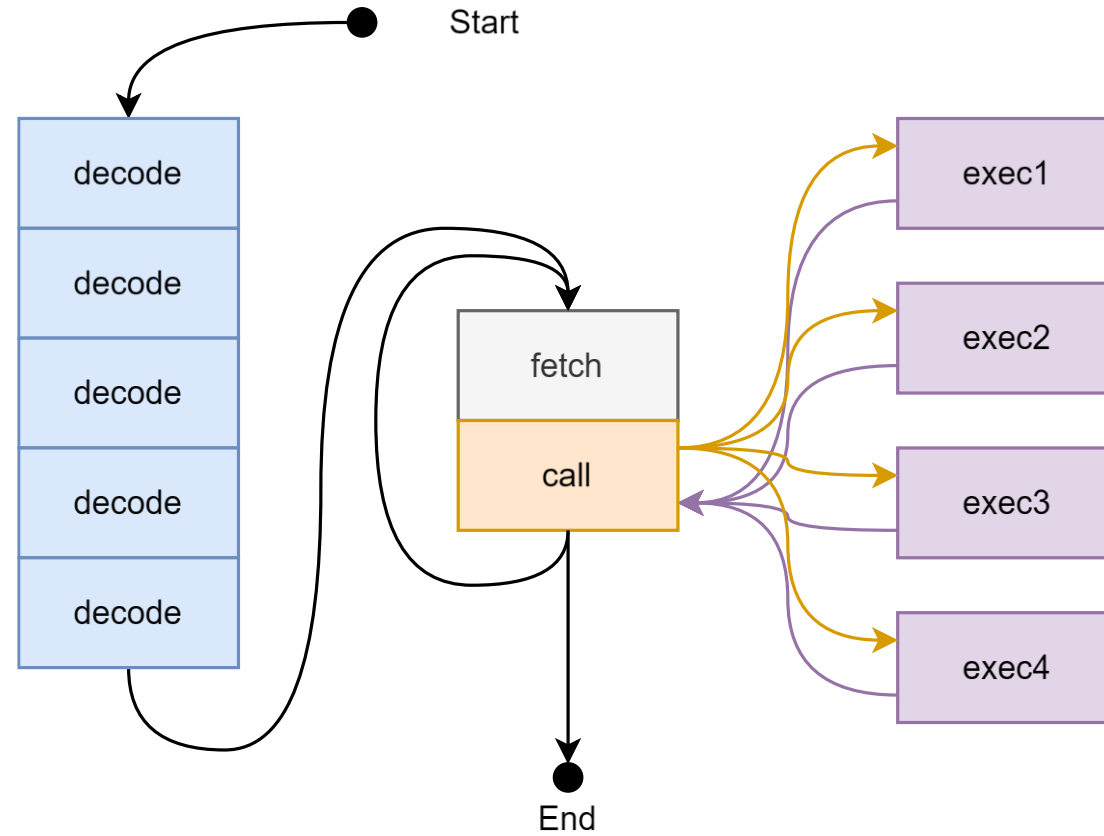 Start
decode
decode
decode
decode
decode
fetch
call
exec1
exec2
exec3
exec4
End